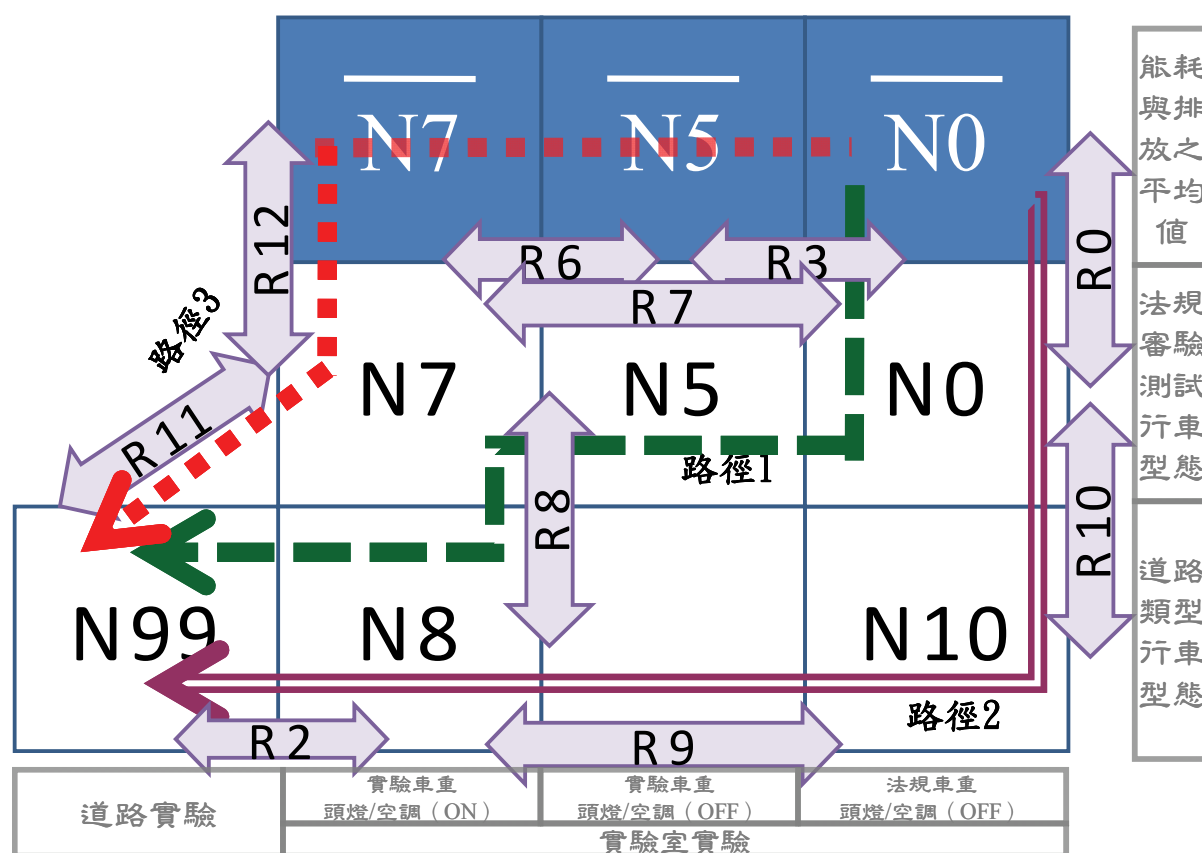 N7
N5
N0
能耗
與排
放之
平均
值
R12
R6
R3
R0
R7
路徑3
法規
審驗
測試
行車
型態
N7
N5
N0
R11
路徑1
R8
R10
道路
類型
行車
型態
N99
N8
N10
路徑2
R2
R9
道路實驗
實驗車重
頭燈/空調（ON）
實驗車重
頭燈/空調（OFF）
法規車重
頭燈/空調（OFF）
實驗室實驗